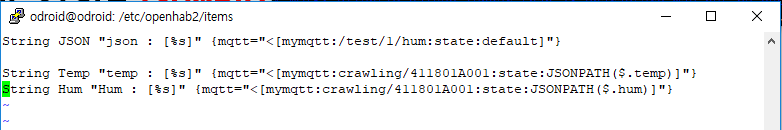 odroid@odroid: /etc/openhab2/items
String JSON "json : [%s]" {mqtt="<[mymqtt:/test/1/hum:state:default]"}
String Temp "temp : [%s]" {mqtt="<[mymqtt:crawling/411801A001:state:JSONPATH($.temp)]"}
String Hum "Hum : [%s]" {mqtt="<[mymqtt:crawling/411801A001:state:JSONPATH($.hum)]"}
~
~